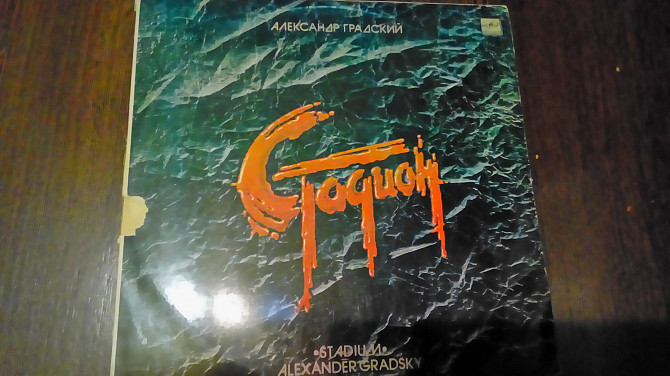 АЛЕКСАНДР ГРАДСКИЙ
Стадион
«STADIUM»
ALEXANDER GRADSKY